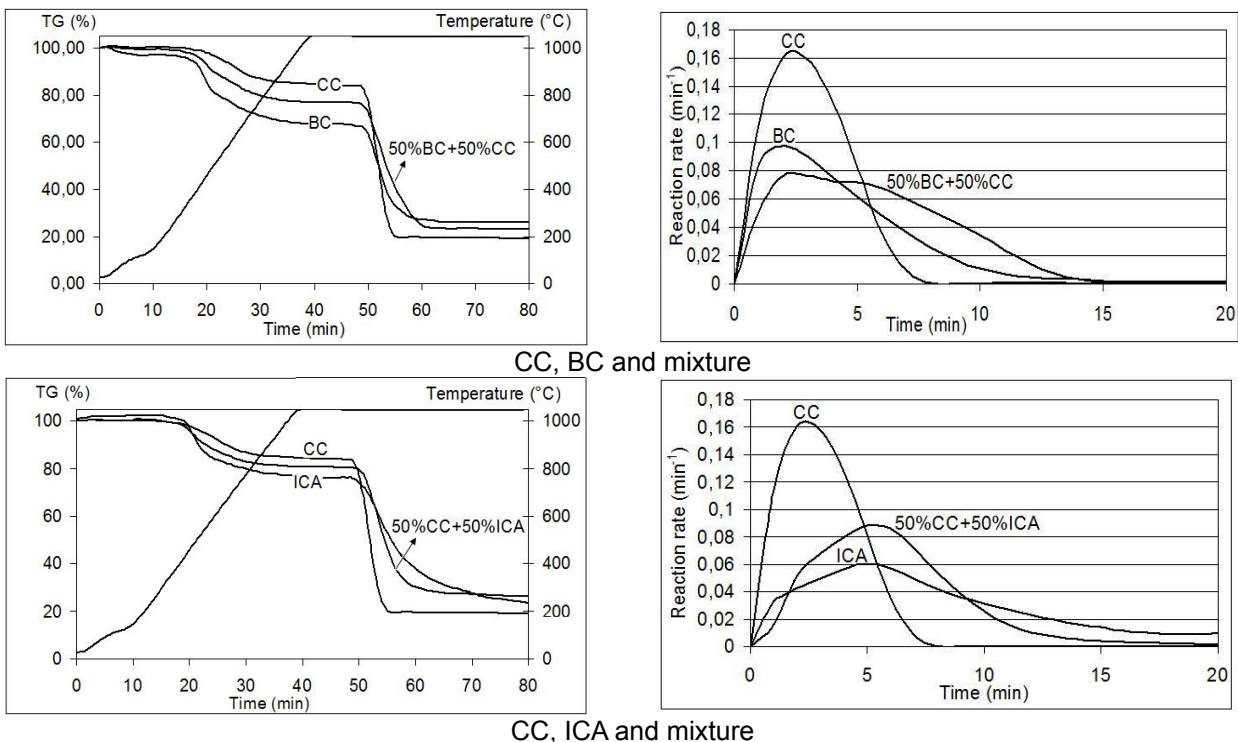 TG (%)
Temperature (°C)
100,00
80,00
60,00
40,00
20,00
0,00
1000
800
600
400
200
0
CC
BC
50%BC+50%CC
0 10 20 30 40 50 60 70 80
Time (min)
Reaction rate (min-1)
0,18
0,16
0,14
0,12
0,1
0,08
0,06
0,04
0,02
0
CC
BC
50%BC+50%CC
0 5 10 15 20
Time (min)
CC, BC and mixture
TG (%)
Temperature (°C)
100
80
60
40
20
0
1000
800
600
400
200
0
CC
ICA
50%CC+50%ICA
0 10 20 30 40 50 60 70 80
Time (min)
Reaction rate (min-1)
0,18
0,16
0,14
0,12
0,1
0,08
0,06
0,04
0,02
0
CC
50%CC+50%ICA
ICA
0 5 10 15 20
Time (min)
CC, ICA and mixture